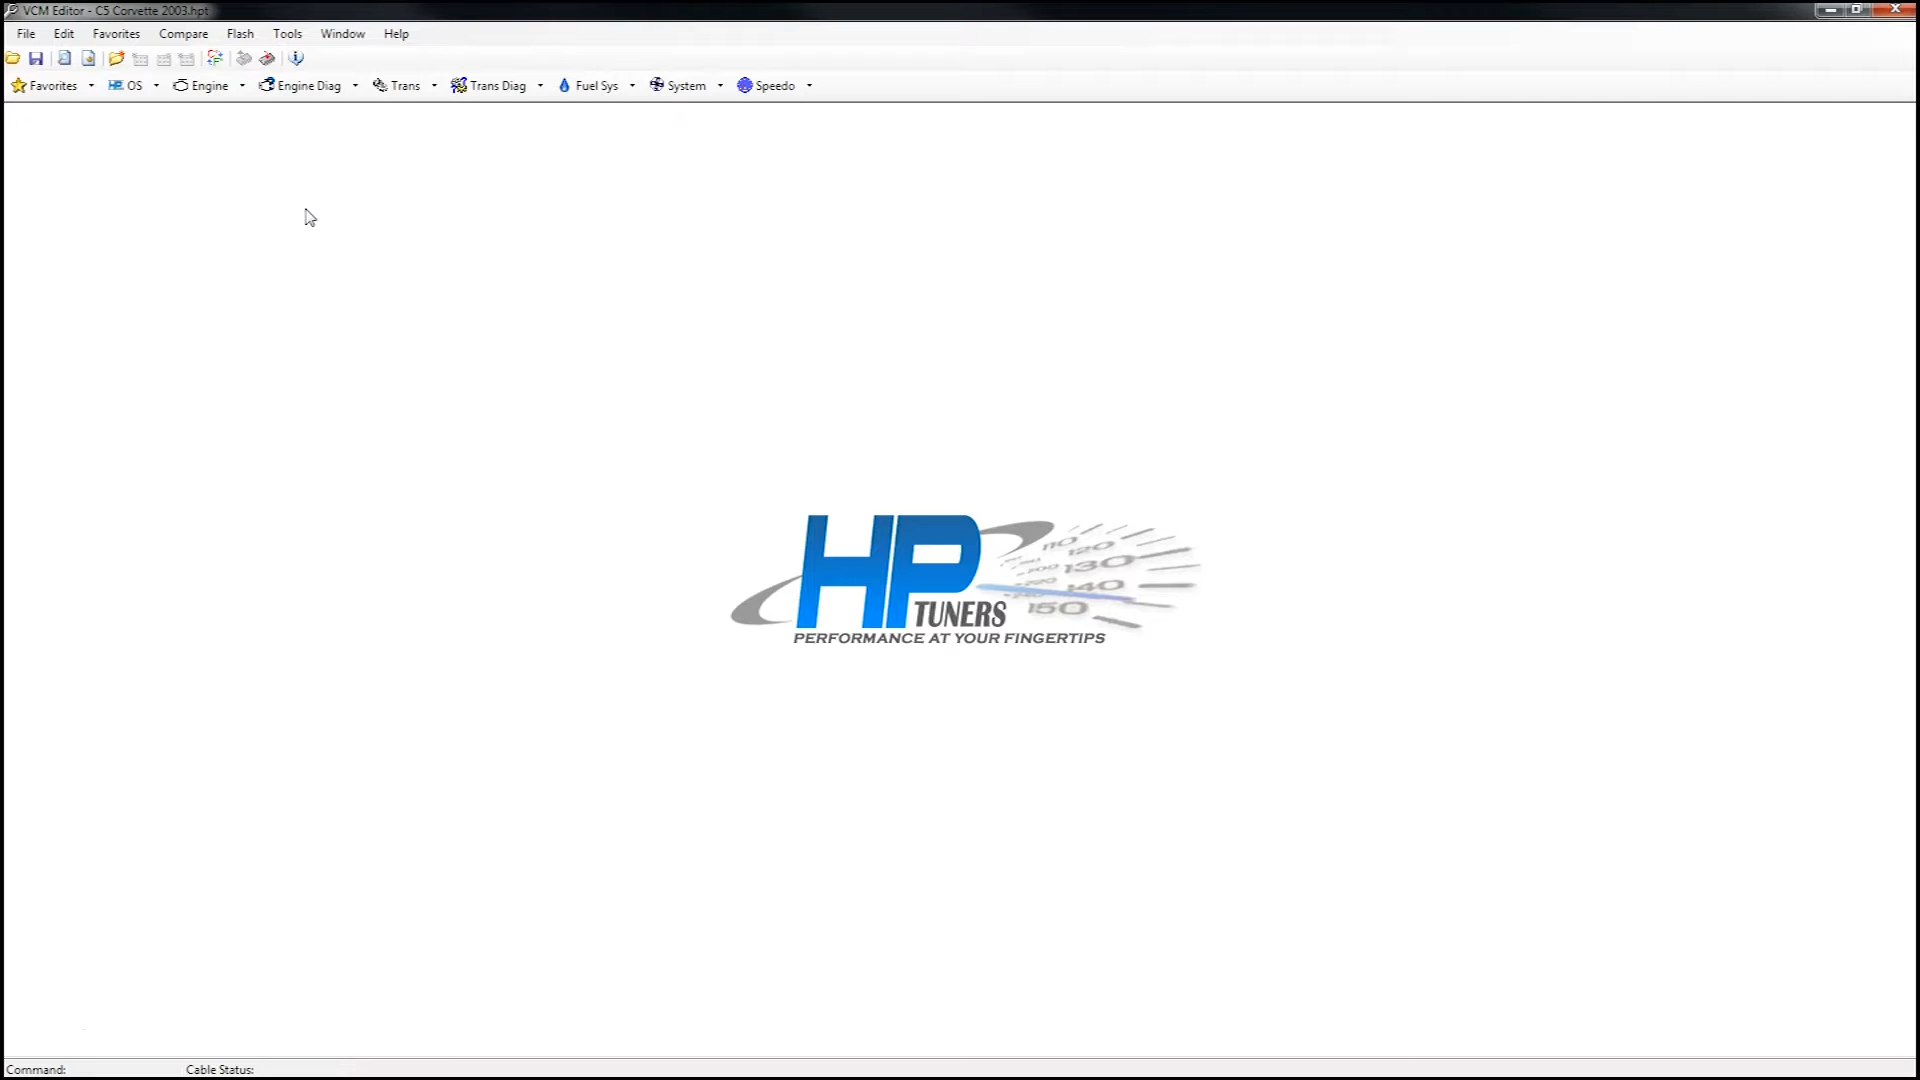 VCM Editor - C5 Corvette 2003.hpt
File Edit Favorites Compare Flash Tools Window Help
Favorites OS Engine Engine Diag Trans Trans Diag Fuel Sys System Speedo
110
120
130
140
150
HP
TUNERS
PERFORMANCE AT YOUR FINGERTIPS
Command: Cable Status: